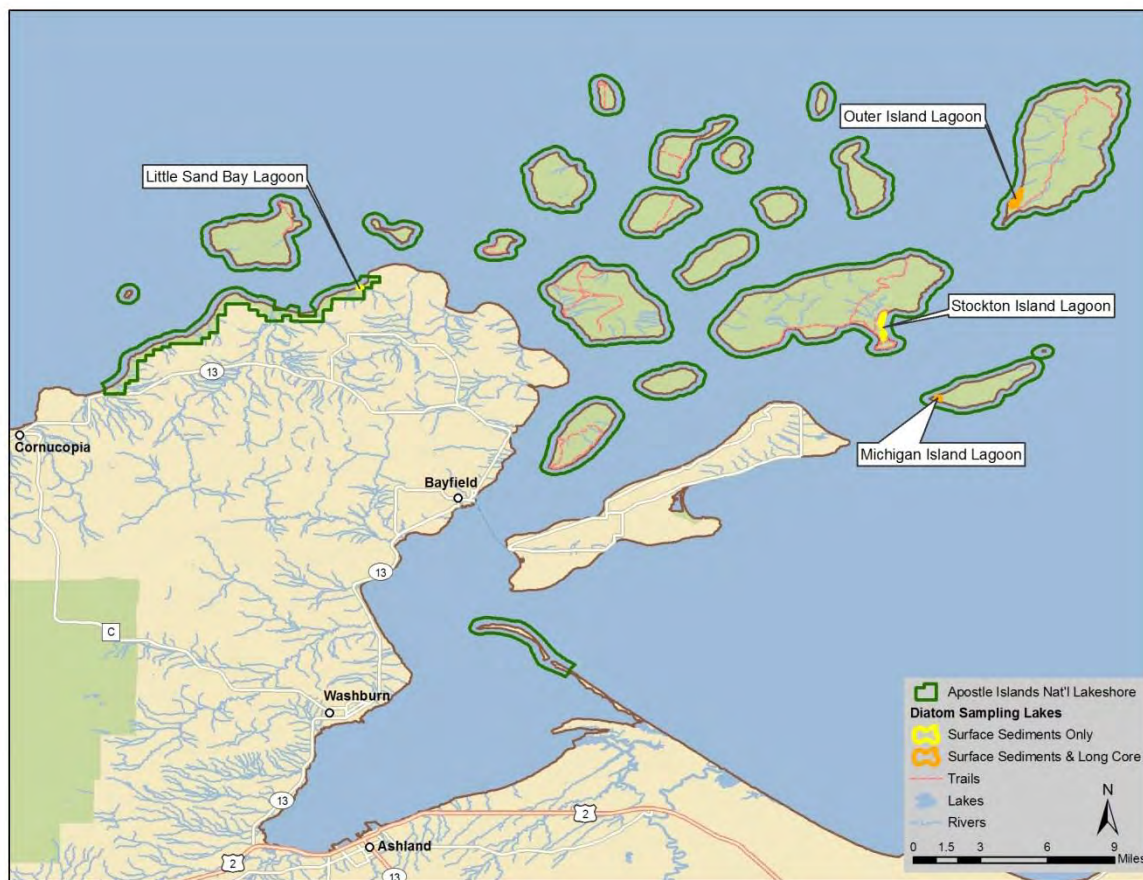 Outer Island Lagoon
Little Sand Bay Lagoon
Stockton Island Lagoon
13
Cornucopia
Michigan Island Lagoon
Bayfield
13
C
Washburn
13
2
2
Ashland
13
Apostle Islands Nat'l Lakeshore
Diatom Sampling Lakes
Surface Sediments Only
Surface Sediments & Long Core
Trails
Lakes
Rivers
N
0 1.5 3 6 9
Miles